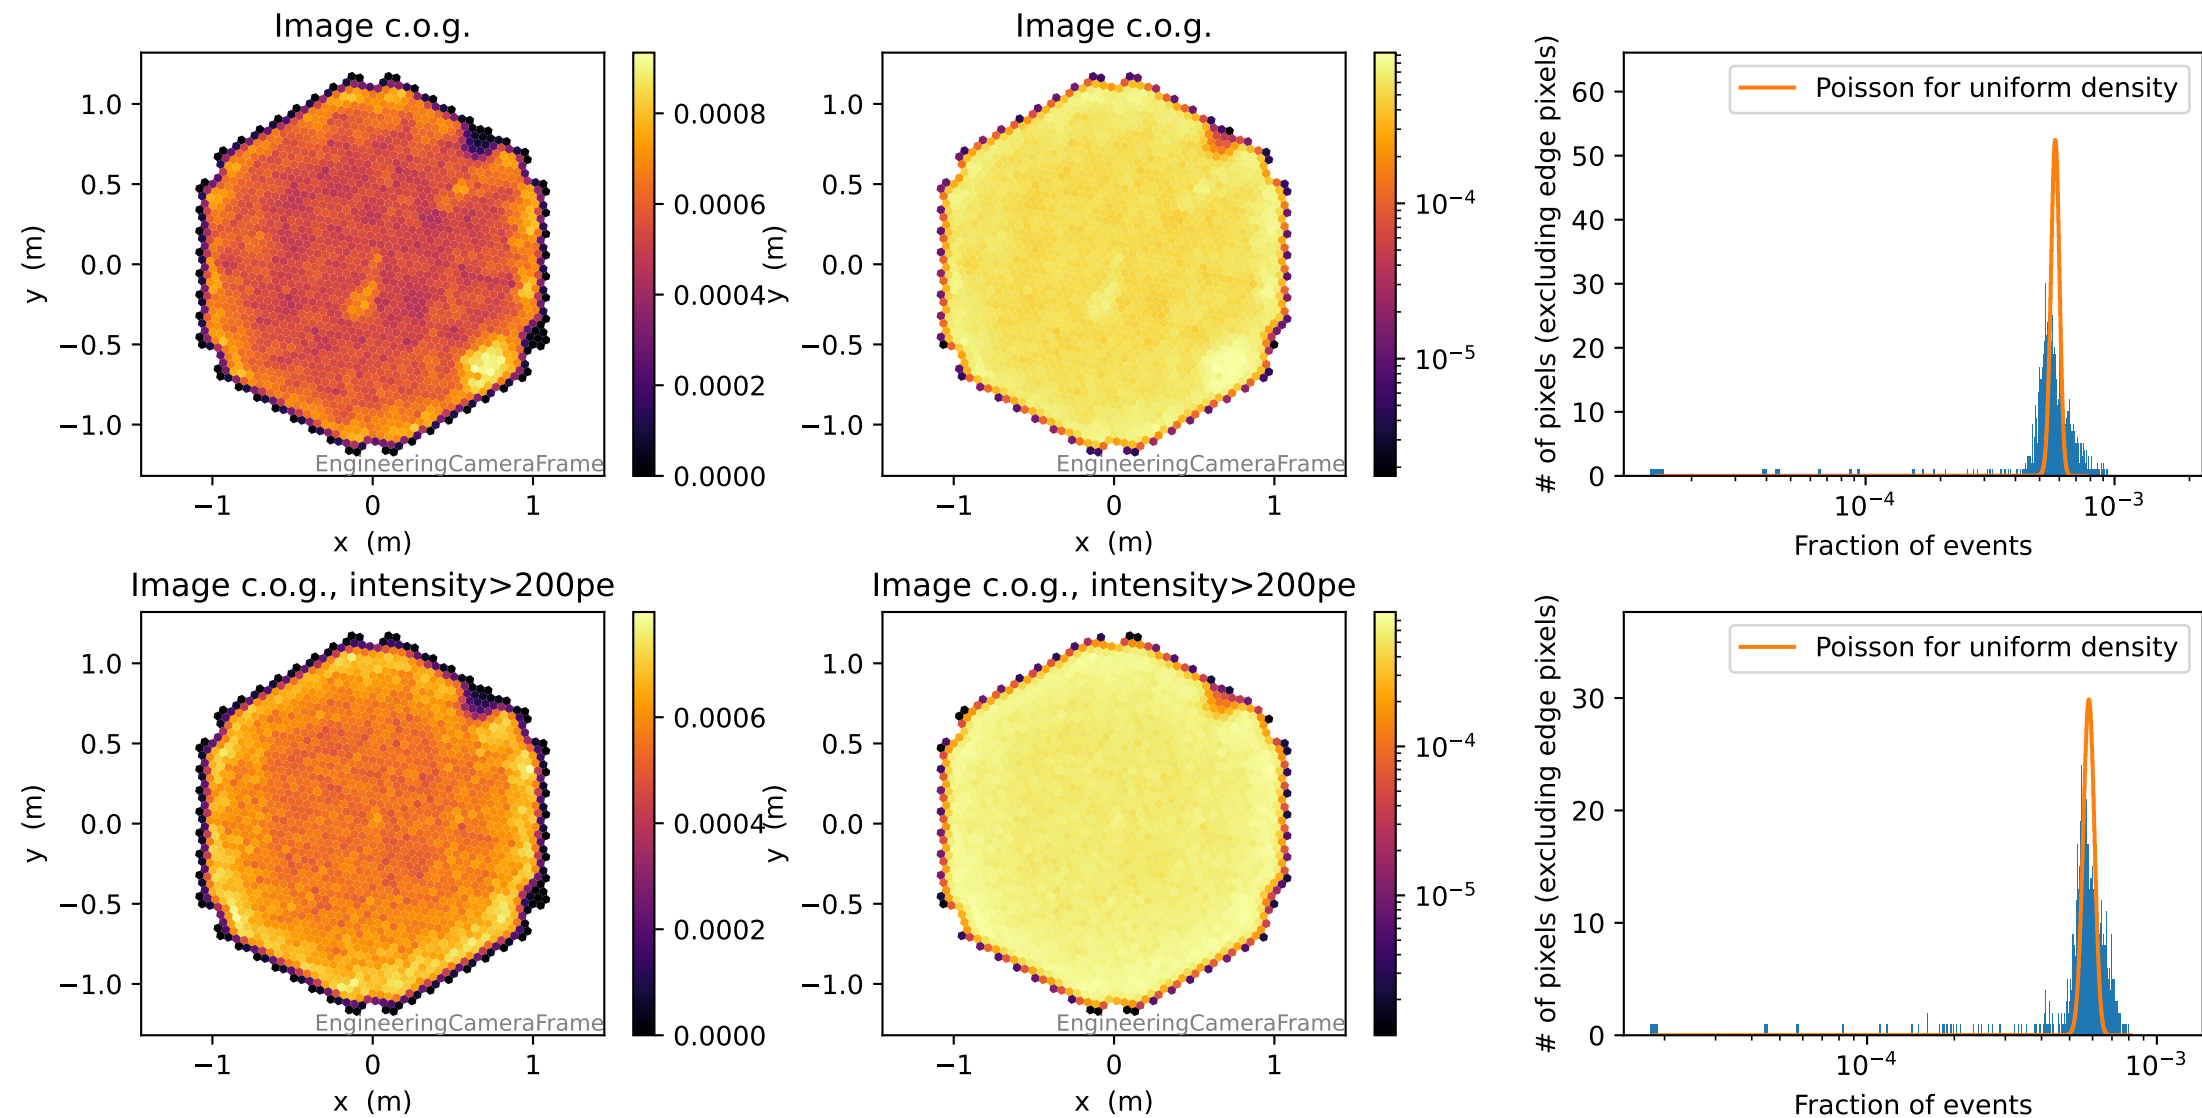 Image c.o.g.
y (m)
1.0
0.5
0.0
−0.5
−1.0
−1
0
1
x (m)
EngineeringCameraFrame
0.0008
0.0006
0.0004
0.0002
0.0000
Image c.o.g.
y (m)
1.0
0.5
0.0
−0.5
−1.0
−1
0
1
x (m)
EngineeringCameraFrame
10⁻⁴
10⁻⁵
# of pixels (excluding edge pixels)
60
50
40
30
20
10
0
Poisson for uniform density
10⁻⁴
10⁻³
Fraction of events
Image c.o.g., intensity>200pe
y (m)
1.0
0.5
0.0
−0.5
−1.0
−1
0
1
x (m)
EngineeringCameraFrame
0.0006
0.0004
0.0002
0.0000
Image c.o.g., intensity>200pe
y (m)
1.0
0.5
0.0
−0.5
−1.0
−1
0
1
x (m)
EngineeringCameraFrame
10⁻⁴
10⁻⁵
# of pixels (excluding edge pixels)
30
20
10
0
Poisson for uniform density
10⁻⁴
10⁻³
Fraction of events